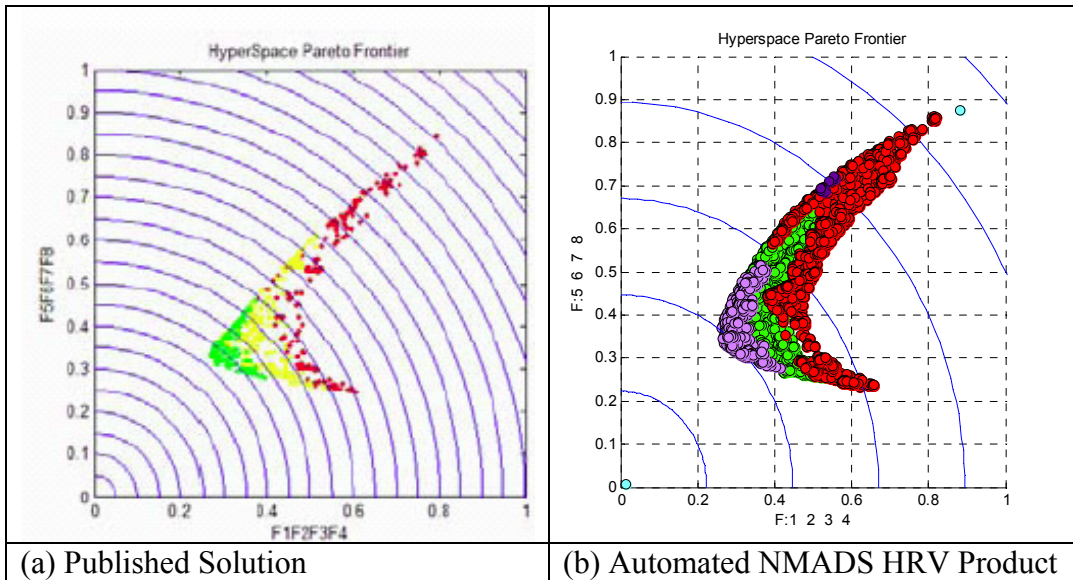 HyperSpace Pareto Frontier
1
0.9
0.8
0.7
0.6
0.5
0.4
0.3
0.2
0.1
0
F5F6F7F8
0 0.2 0.4 0.6 0.8 1
F1F2F3F4
(a) Published Solution
Hyperspace Pareto Frontier
1
0.9
0.8
0.7
0.6
0.5
0.4
0.3
0.2
0.1
0
F:5 6 7 8
0 0.2 0.4 0.6 0.8 1
F:1 2 3 4
(b) Automated NMADS HRV Product